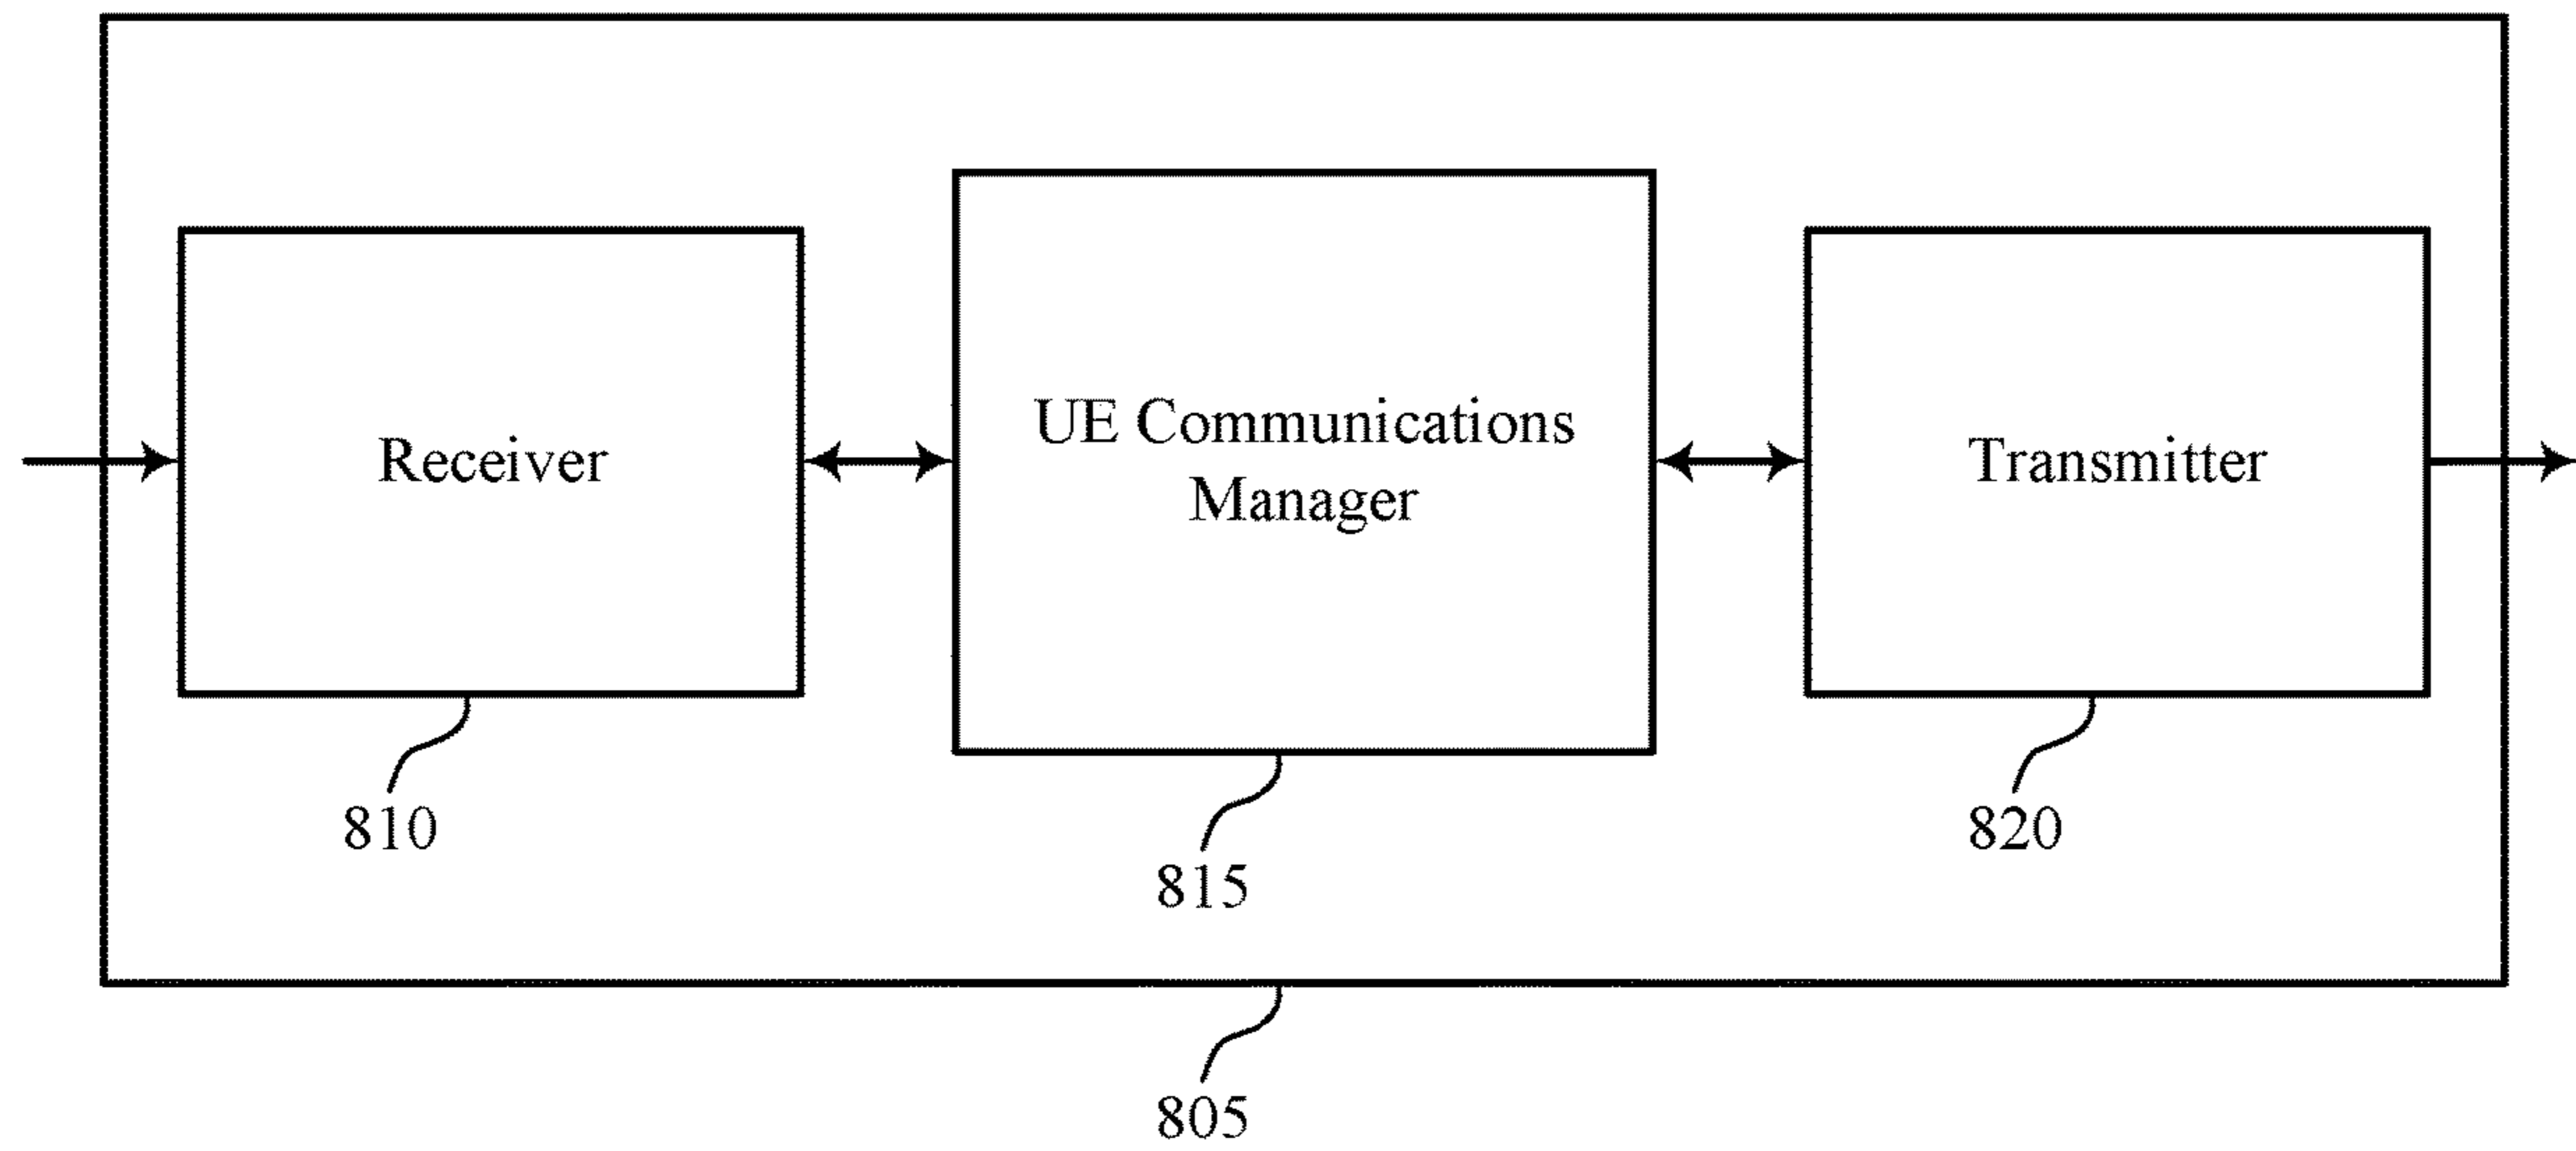 Receiver
UE Communications
Manager
Transmitter
810
815
820
805